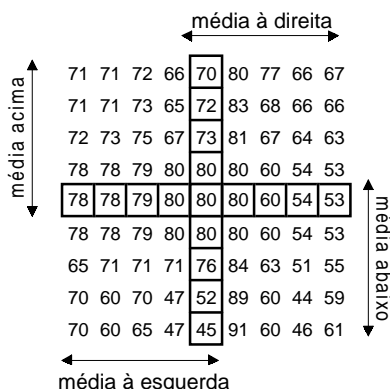 média à direita
média acima
71 71 72 66 70 80 77 66 67
71 71 73 65 72 83 68 66 66
72 73 75 67 73 81 67 64 63
78 78 79 80 80 80 60 54 53
78 78 79 80 80 80 60 54 53
78 78 79 80 80 80 60 54 53
65 71 71 71 76 84 63 51 55
70 60 70 47 52 89 60 44 59
70 60 65 47 45 91 60 46 61
média abaixo
média à esquerda